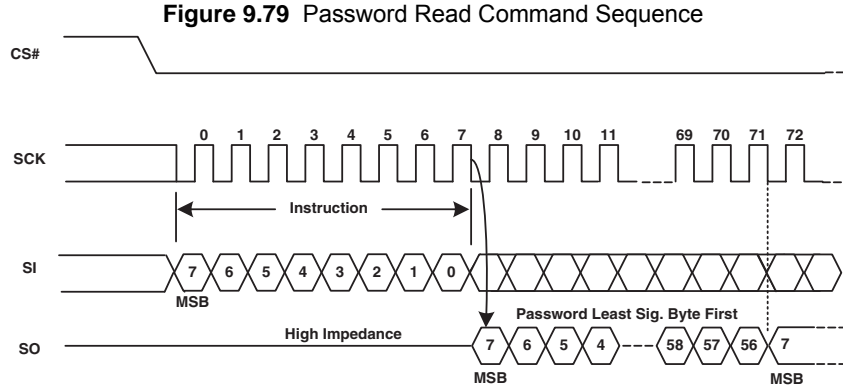 Figure 9.79 Password Read Command Sequence
CS#
0 1 2 3 4 5 6 7 8 9 10 11 69 70 71 72
SCK
Instruction
SI 7 6 5 4 3 2 1 0
MSB
Password Least Sig. Byte First
High Impedance
SO 7 6 5 4 58 57 56 7
MSB MSB